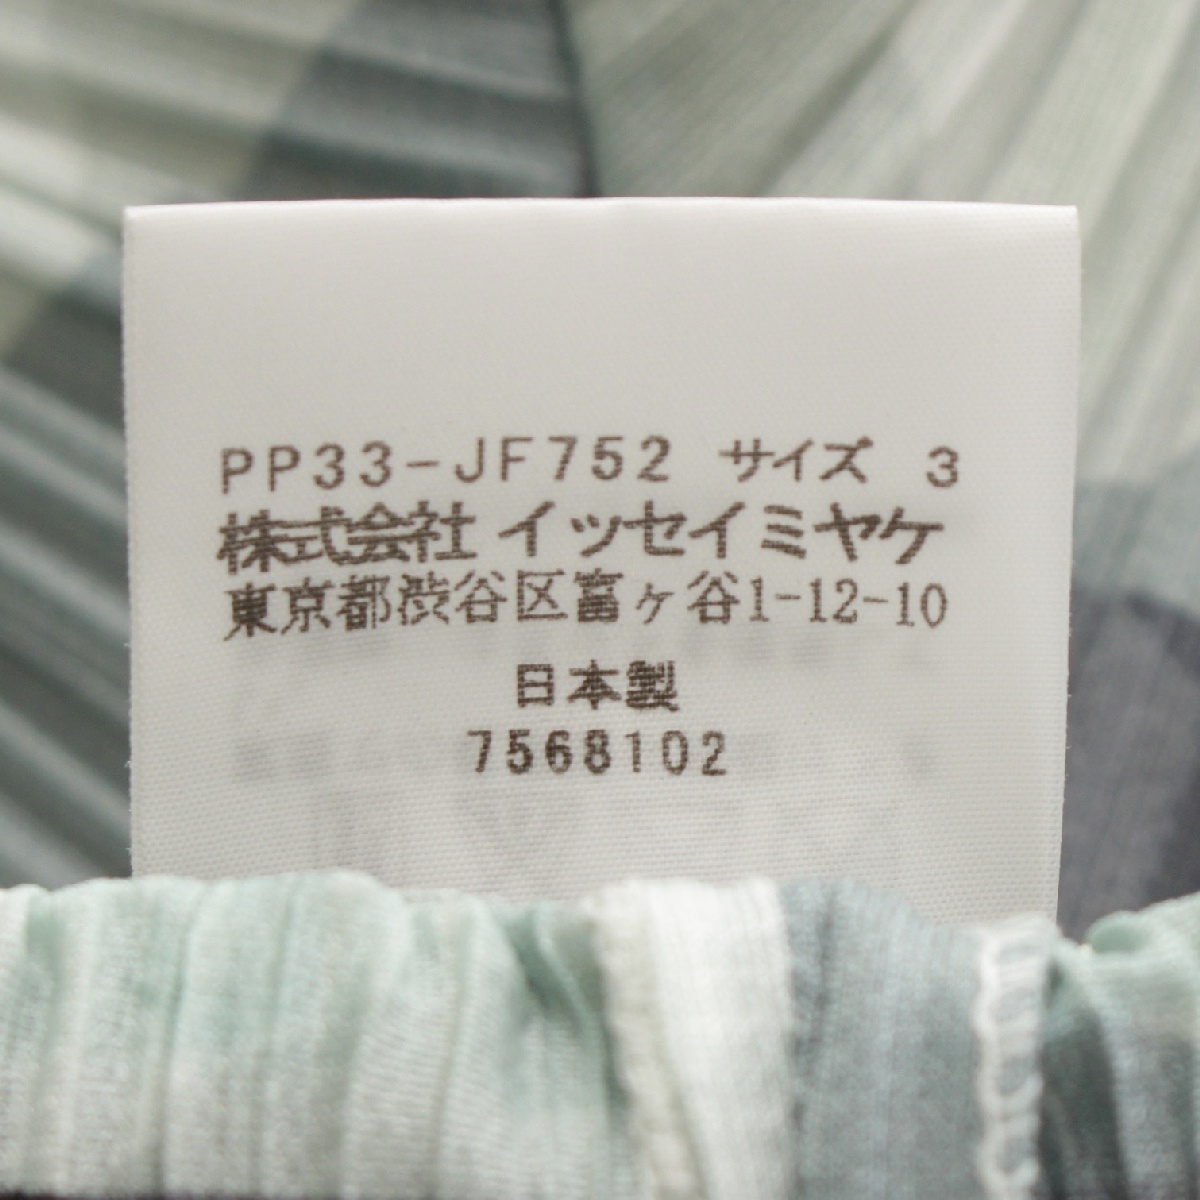 PP33-JF752 サイズ 3
株式会社 イッセイミヤケ
東京都渋谷区富ヶ谷1-12-10
日本製
7568102